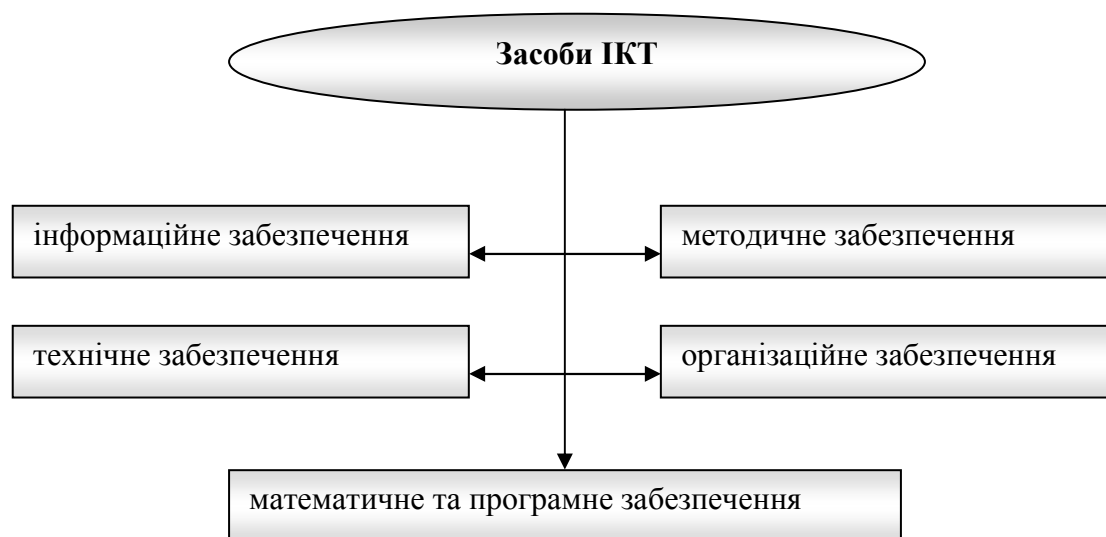 Засоби ІКТ
інформаційне забезпечення
методичне забезпечення
технічне забезпечення
організаційне забезпечення
математичне та програмне забезпечення